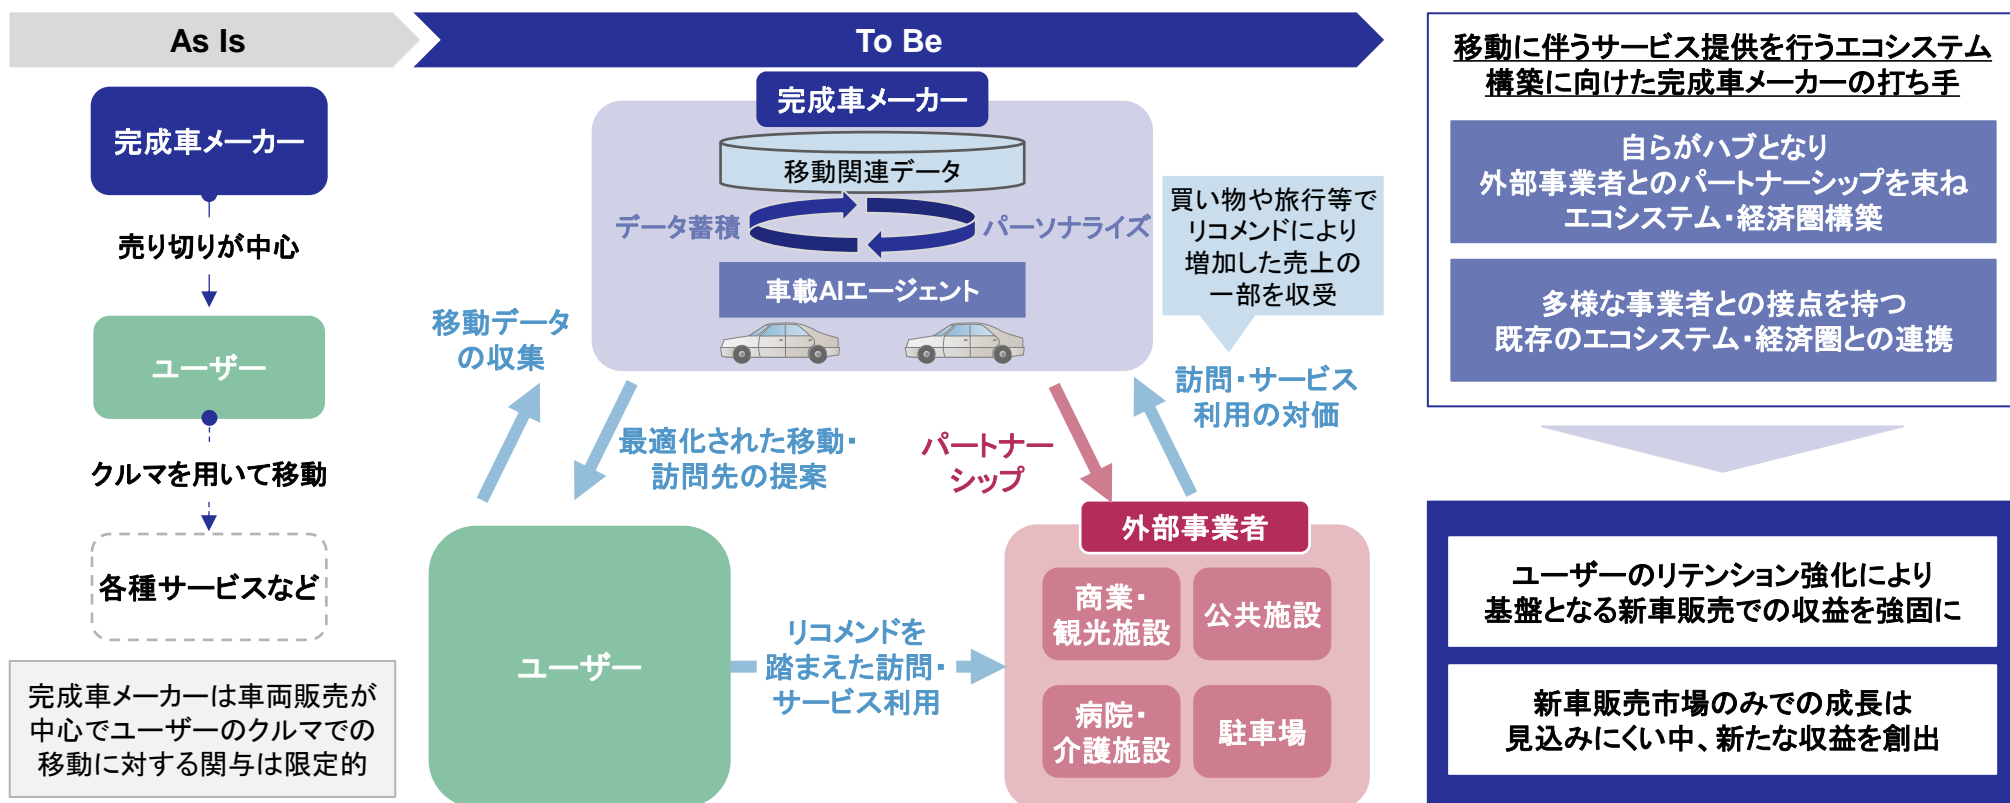 As Is
完成車メーカー
売り切りが中心
ユーザー
クルマを用いて移動
各種サービスなど
完成車メーカーは車両販売が
中心でユーザーのクルマでの
移動に対する関与は限定的
To Be
完成車メーカー
移動関連データ
データ蓄積
パーソナライズ
車載AIエージェント
移動データ
の収集
最適化された移動・
訪問先の提案
パートナー
シップ
買い物や旅行等で
リコメンドにより
増加した売上の
一部を収受
訪問・サービス
利用の対価
ユーザー
リコメンドを
踏まえた訪問・
サービス利用
外部事業者
商業・
観光施設
公共施設
病院・
介護施設
駐車場
移動に伴うサービス提供を行うエコシステム
構築に向けた完成車メーカーの打ち手
自らがハブとなり
外部事業者とのパートナーシップを束ね
エコシステム・経済圏構築
多様な事業者との接点を持つ
既存のエコシステム・経済圏との連携
ユーザーのリテンション強化により
基盤となる新車販売での収益を強固に
新車販売市場のみでの成長は
見込みにくい中、新たな収益を創出